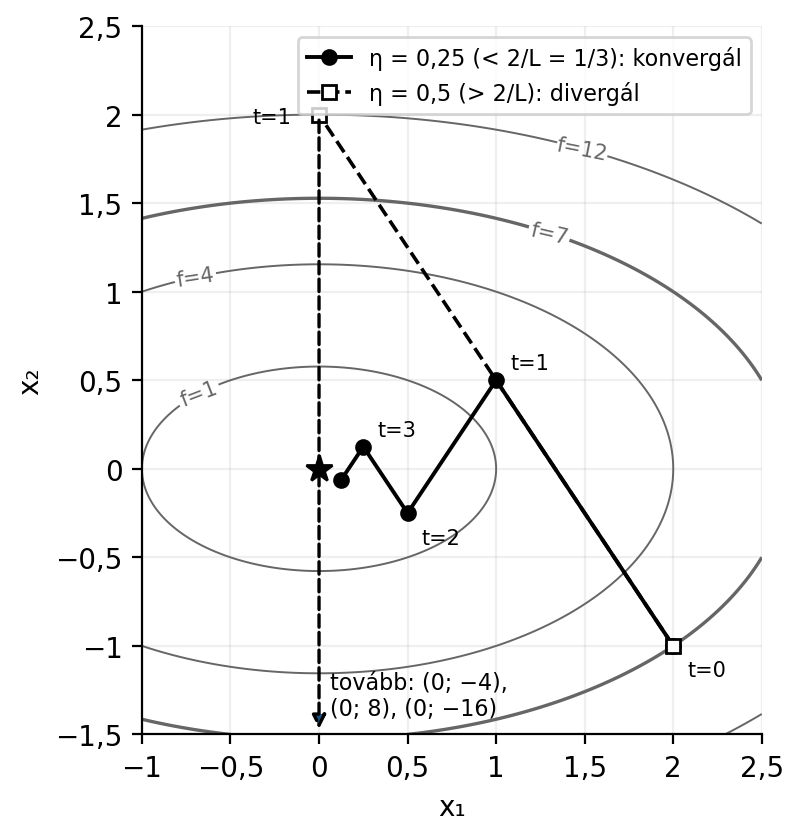 η = 0,25 (< 2/L = 1/3): konvergál
η = 0,5 (> 2/L): divergál
2,5
2
1,5
1
0,5
0
−0,5
−1
−1,5
x₂
t=1
f=12
f=7
f=4
f=1
t=1
t=3
t=2
t=0
tovább: (0; −4),
(0; 8), (0; −16)
−1
−0,5
0
0,5
1
1,5
2
2,5
x₁